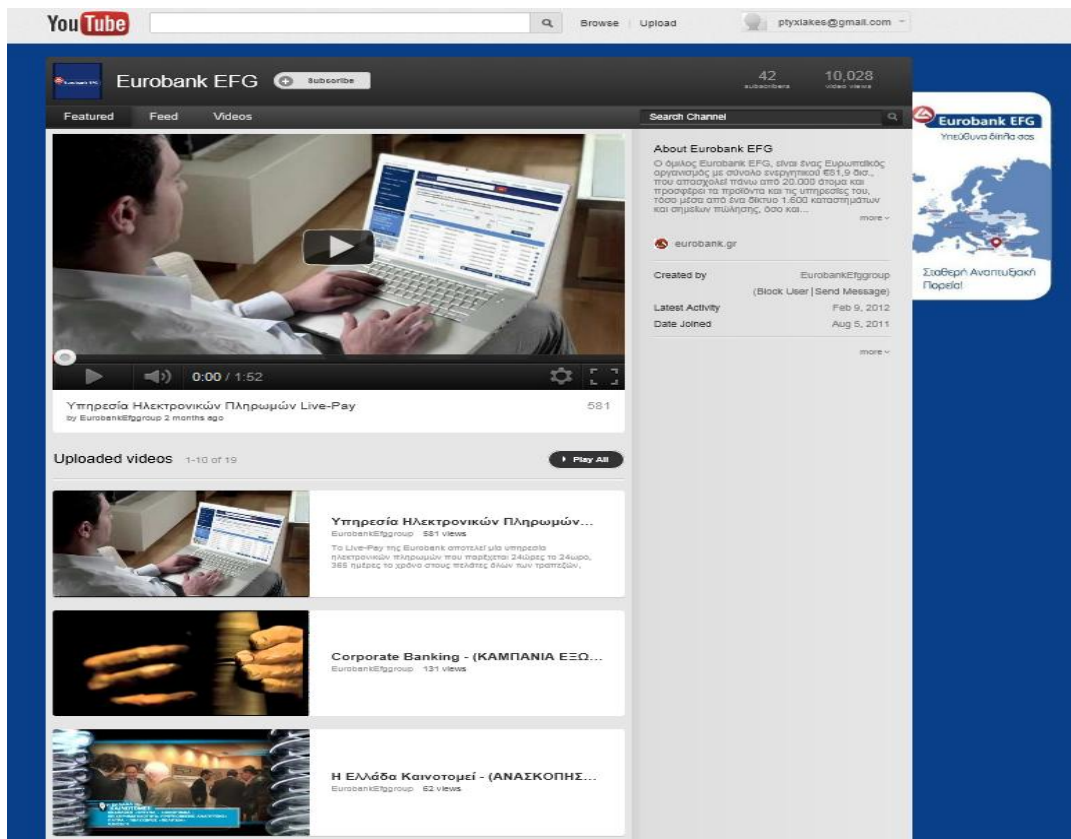 YouTube
Browse
Upload
ptyxiakes@gmail.com
Eurobank EFG
Subscribe
42
subscribers
10,028
video views
Featured
Feed
Videos
Search Channel
Eurobank EFG
Υπεύθυνα δίπλα σας
Σταθερή Αναπτυξιακή
Πορεία!
0:00 / 1:52
Υπηρεσία Ηλεκτρονικών Πληρωμών Live-Pay
581
by EurobankEfggroup 2 months ago
Uploaded videos 1-10 of 19
Play All
Υπηρεσία Ηλεκτρονικών Πληρωμών...
EurobankEfggroup 581 views
Το Live-Pay της Eurobank αποτελεί μία υπηρεσία
ηλεκτρονικών πληρωμών που παρέχεται 24ώρες το 24ωρο,
365 ημέρες το χρόνο στους πελάτες όλων των τραπεζών,
Corporate Banking - (ΚΑΜΠΑΝΙΑ ΕΞΩ...
EurobankEfggroup 131 views
Η Ελλάδα Καινοτομεί - (ΑΝΑΣΚΟΠΗΣ...
EurobankEfggroup 62 views
About Eurobank EFG
Ο όμιλος Eurobank EFG, είναι ένας Ευρωπαϊκός
οργανισμός με σύνολο ενεργητικού €81,9 δισ.,
που απασχολεί πάνω από 20.000 άτομα και
προσφέρει τα προϊόντα και τις υπηρεσίες του,
τόσο μέσα από ένα δίκτυο 1.600 καταστημάτων
και σημείων πώλησης, όσο και...
more
eurobank.gr
Created by
EurobankEfggroup
(Block User | Send Message)
Latest Activity
Feb 9, 2012
Date Joined
Aug 5, 2011
more